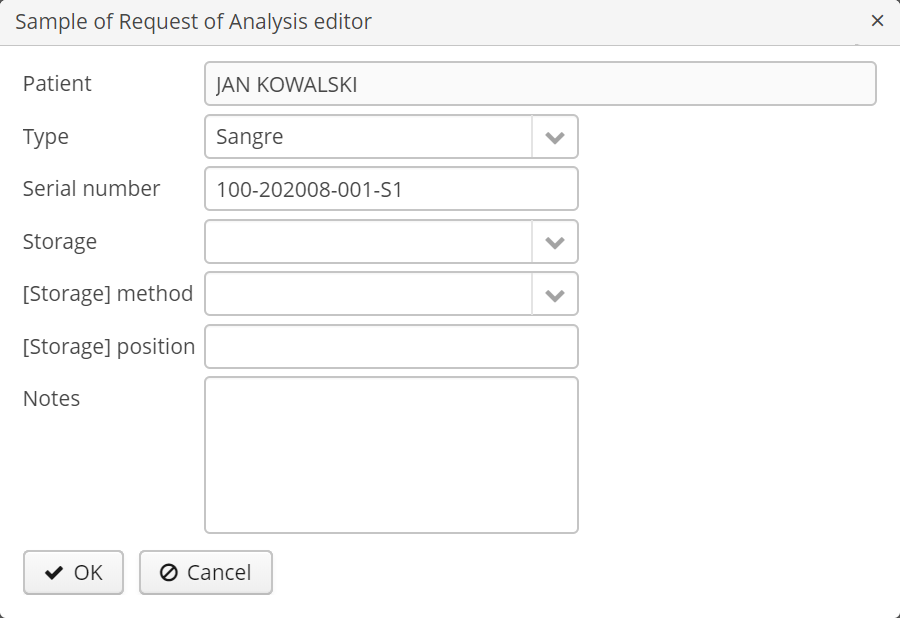 Sample of Request of Analysis editor ×
Patient JAN KOWALSKI
Type Sangre
Serial number 100-202008-001-S1
Storage
[Storage] method
[Storage] position
Notes
OK Cancel